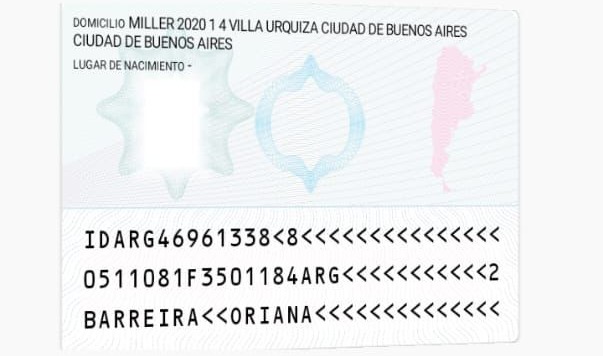 DOMICILIO MILLER 2020 1 4 VILLA URQUIZA CIUDAD DE BUENOS AIRES
CIUDAD DE BUENOS AIRES
LUGAR DE NACIMIENTO -
IDARG46961338<8<<<<<<<<<<<<<<<
0511081F3501184ARG<<<<<<<<<<<2
BARREIRA<<ORIANA<<<<<<<<<<<<<<